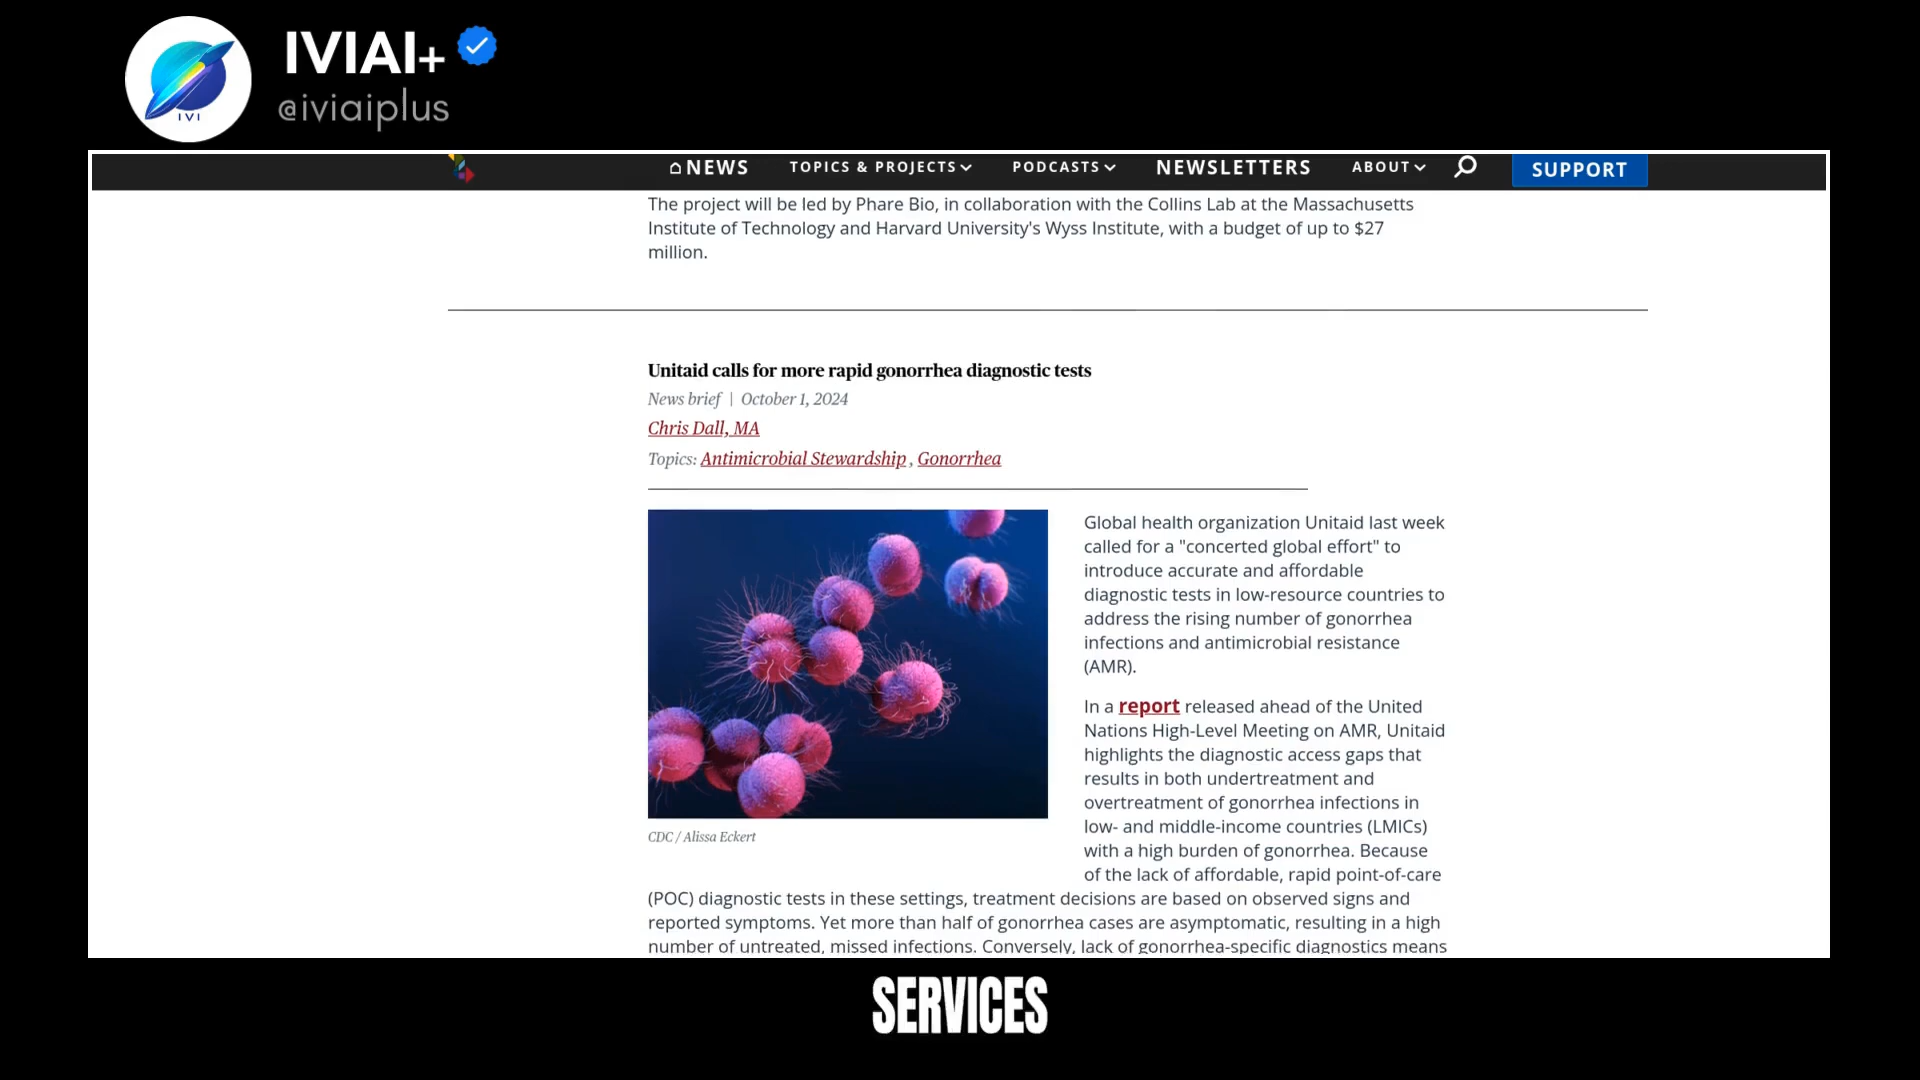 IVIAI+
@iviaiplus
IVI
NEWS TOPICS & PROJECTS PODCASTS NEWSLETTERS ABOUT SUPPORT
The project will be led by Phare Bio, in collaboration with the Collins Lab at the Massachusetts
Institute of Technology and Harvard University's Wyss Institute, with a budget of up to $27
million.
Unitaid calls for more rapid gonorrhea diagnostic tests
News brief | October 1, 2024
Chris Dall, MA
Topics: Antimicrobial Stewardship , Gonorrhea
Global health organization Unitaid last week
called for a "concerted global effort" to
introduce accurate and affordable
diagnostic tests in low-resource countries to
address the rising number of gonorrhea
infections and antimicrobial resistance
(AMR).
In a report released ahead of the United
Nations High-Level Meeting on AMR, Unitaid
highlights the diagnostic access gaps that
results in both undertreatment and
overtreatment of gonorrhea infections in
low- and middle-income countries (LMICs)
with a high burden of gonorrhea. Because
of the lack of affordable, rapid point-of-care
CDC / Alissa Eckert
(POC) diagnostic tests in these settings, treatment decisions are based on observed signs and
reported symptoms. Yet more than half of gonorrhea cases are asymptomatic, resulting in a high
number of untreated, missed infections. Conversely, lack of gonorrhea-specific diagnostics means
SERVICES